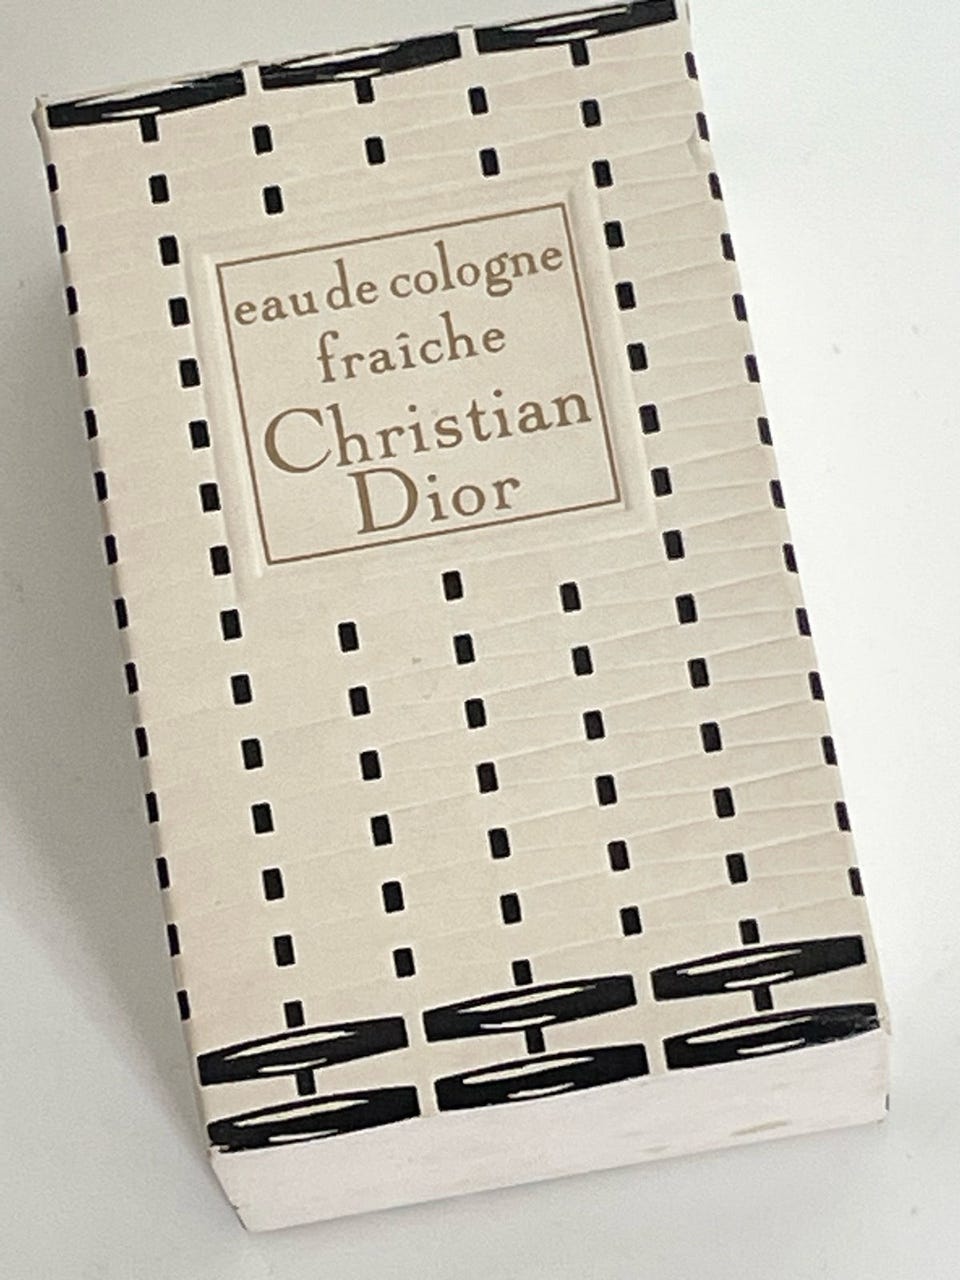 eau de cologne
fraîche
Christian
Dior